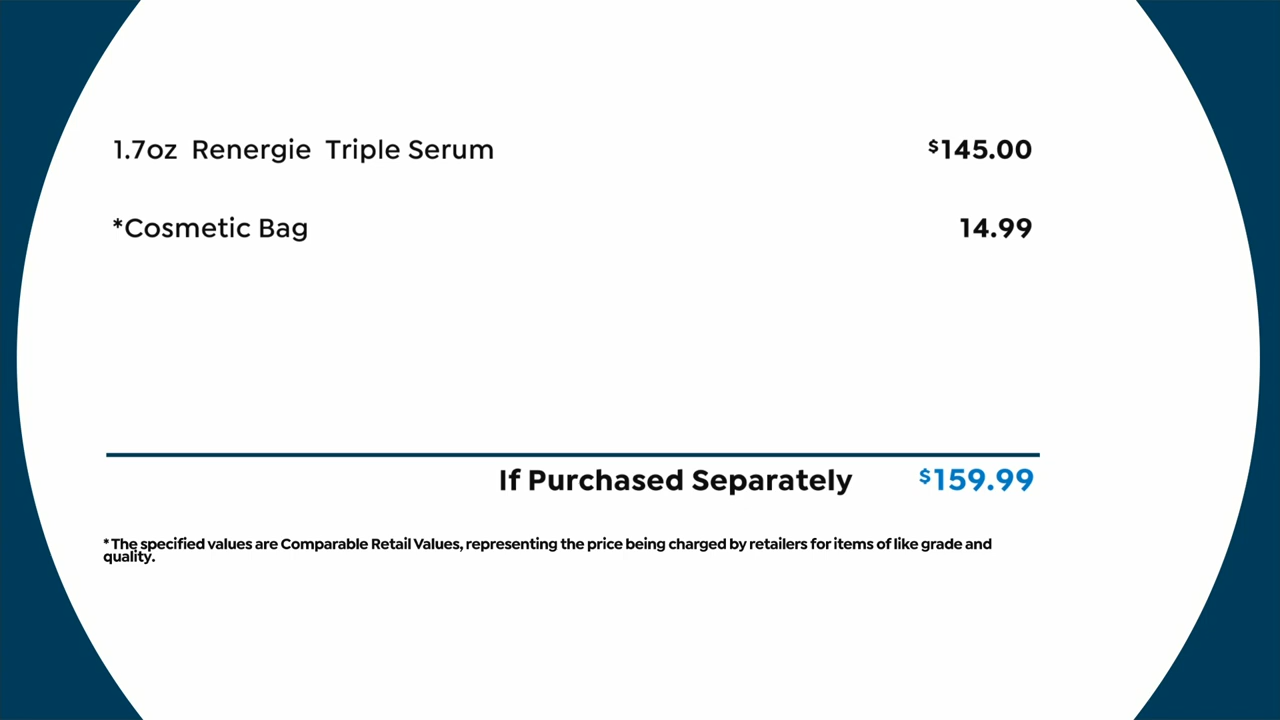 1.7oz Renergie Triple Serum $145.00
*Cosmetic Bag 14.99
If Purchased Separately $159.99
*The specified values are Comparable Retail Values, representing the price being charged by retailers for items of like grade and
quality.